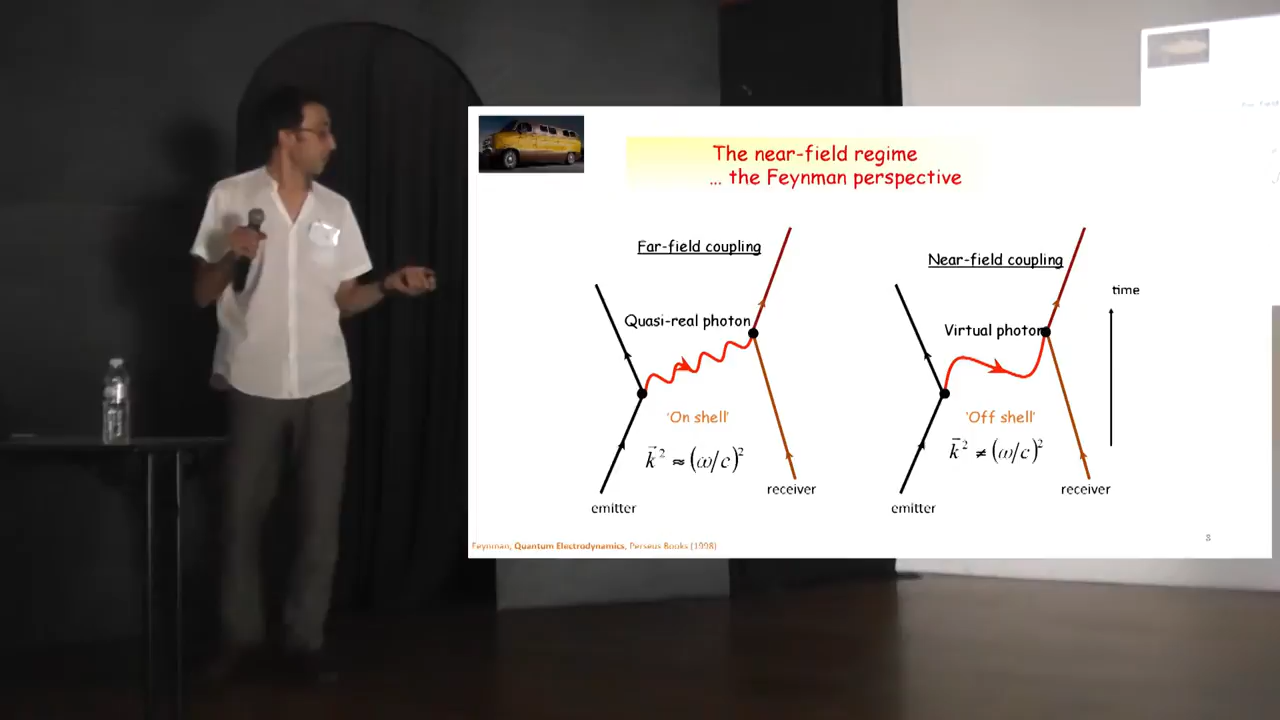 The near-field regime
... the Feynman perspective
Far-field coupling
Near-field coupling
time
Quasi-real photon
Virtual photon
'On shell'
'Off shell'
k⃗² ≈ (ω/c)²
k⃗² ≠ (ω/c)²
receiver
receiver
emitter
emitter
Feynman, Quantum Electrodynamics, Perseus Books (1998)
8